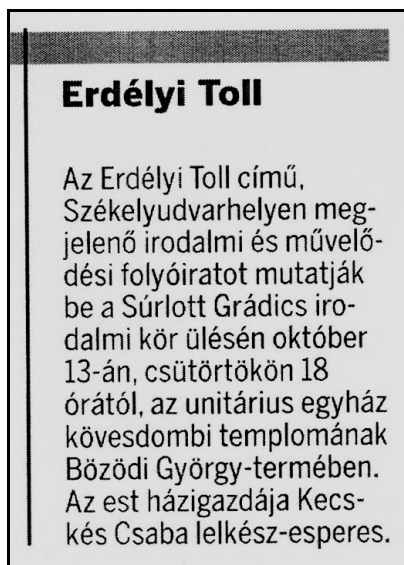 Erdélyi Toll
Az Erdélyi Toll című,
Székelyudvarhelyen meg-
jelenő irodalmi és művelő-
dési folyóiratot mutatják
be a Súrlott Grádics iro-
dalmi kör ülésén október
13-án, csütörtökön 18
órától, az unitárius egyház
kövesdombi templomának
Bözödi György-termében.
Az est házigazdája Kecs-
kés Csaba lelkész-esperes.